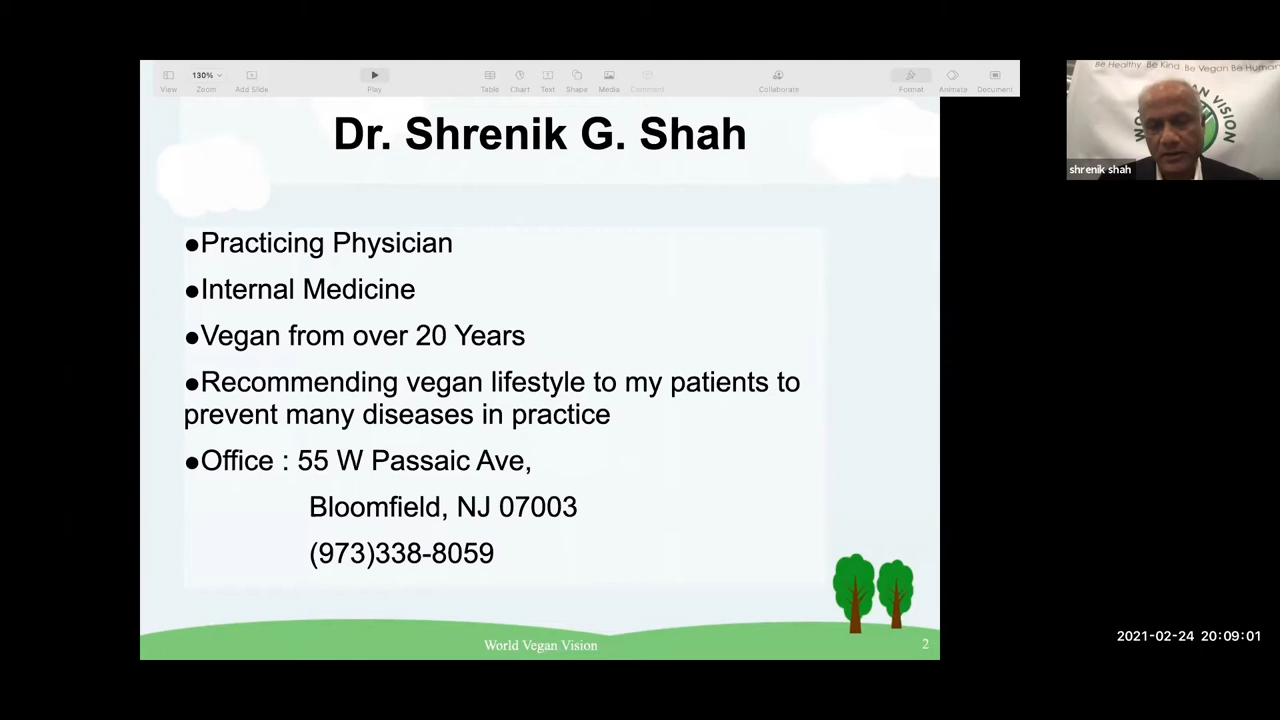 130%
View
Zoom
Add Slide
Play
Table
Chart
Text
Shape
Media
Comment
Collaborate
Format
Animate
Document
Dr. Shrenik G. Shah
●Practicing Physician
●Internal Medicine
●Vegan from over 20 Years
●Recommending vegan lifestyle to my patients to
prevent many diseases in practice
●Office : 55 W Passaic Ave,
Bloomfield, NJ 07003
(973)338-8059
World Vegan Vision
2
Be Healthy Be Kind Be Vegan Be Human
VISION
shrenik shah
2021-02-24 20:09:01